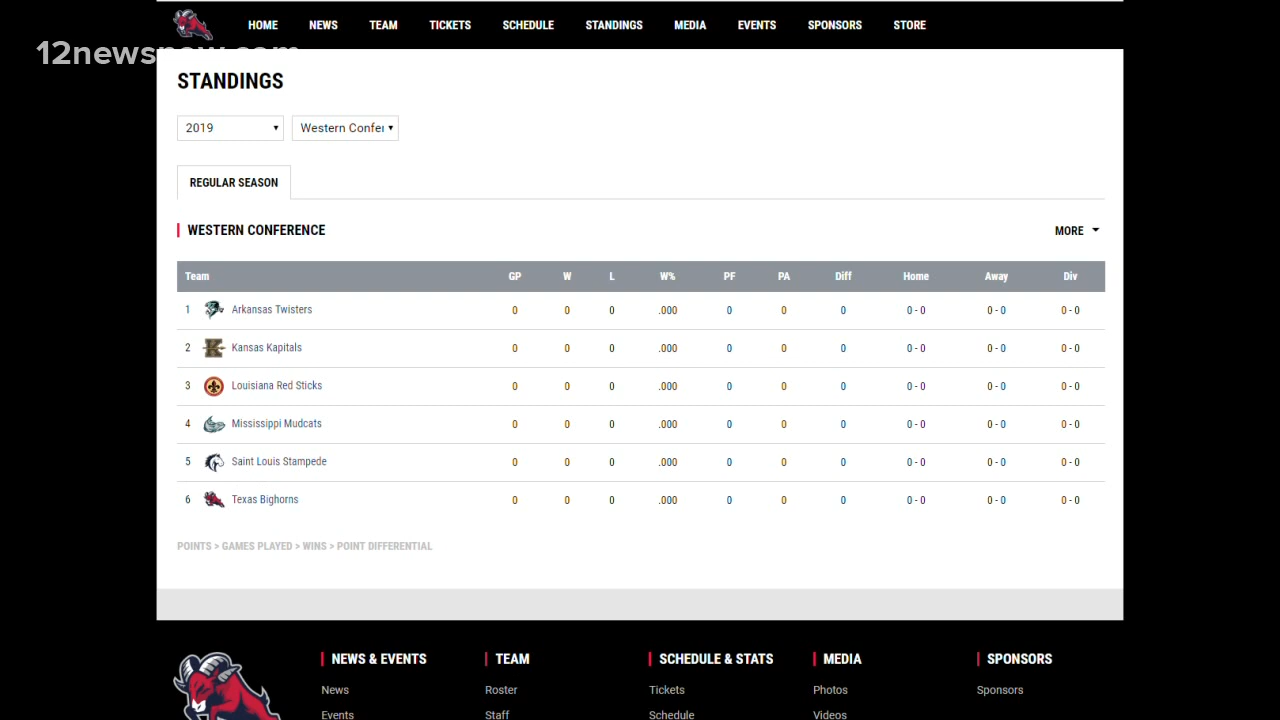 HOME NEWS TEAM TICKETS SCHEDULE STANDINGS MEDIA EVENTS SPONSORS STORE
12newsnow.com
STANDINGS
2019 Western Confer
REGULAR SEASON
WESTERN CONFERENCE MORE
Team GP W L W% PF PA Diff Home Away Div
1 Arkansas Twisters 0 0 0 .000 0 0 0 0 - 0 0 - 0 0 - 0
2 Kansas Kapitals 0 0 0 .000 0 0 0 0 - 0 0 - 0 0 - 0
3 Louisiana Red Sticks 0 0 0 .000 0 0 0 0 - 0 0 - 0 0 - 0
4 Mississippi Mudcats 0 0 0 .000 0 0 0 0 - 0 0 - 0 0 - 0
5 Saint Louis Stampede 0 0 0 .000 0 0 0 0 - 0 0 - 0 0 - 0
6 Texas Bighorns 0 0 0 .000 0 0 0 0 - 0 0 - 0 0 - 0
POINTS > GAMES PLAYED > WINS > POINT DIFFERENTIAL
NEWS & EVENTS TEAM SCHEDULE & STATS MEDIA SPONSORS
News Roster Tickets Photos Sponsors
Events Staff Schedule Videos